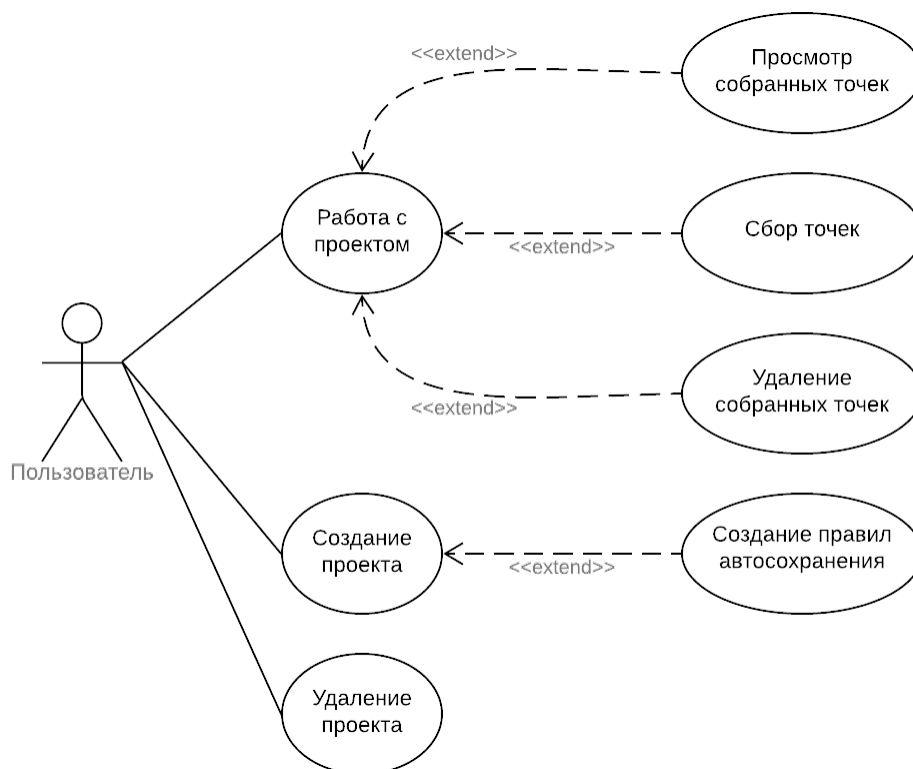 <<extend>>
Просмотр
собранных точек
Работа с
проектом
<<extend>>
Сбор точек
<<extend>>
Удаление
собранных точек
Пользователь
Создание
проекта
<<extend>>
Создание правил
автосохранения
Удаление
проекта